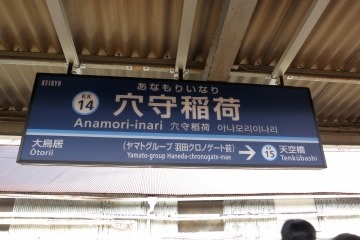 KEIKYO
あなもりいなり
KK 14 穴守稲荷
Anamori-inari 穴守稲荷 아나모리이나리
大鳥居 （ヤマトグループ 羽田クロノゲート前） → KK 15 天空橋
Ōtorii Yamato-group Haneda-chronogate-mae Tenkūbashi